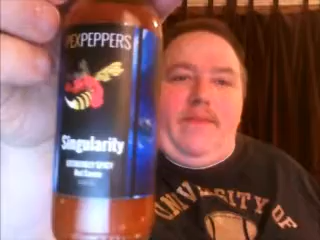 PEXPEPPERS
Singularity
EXTREMELY SPICY
Hot Sauce
UNIVERSITY OF